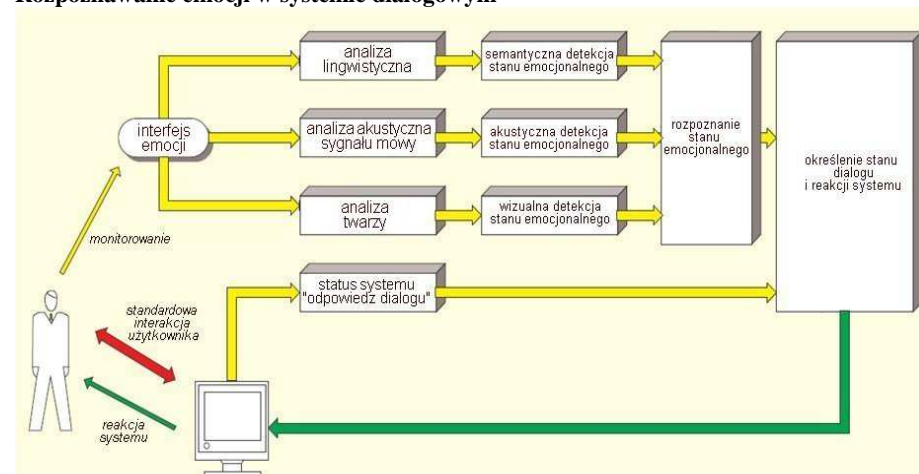 Rozpoznawanie emocji w systemie dialogowym
analiza
lingwistyczna
semantyczna detekcja
stanu emocjonalnego
interfejs
emocji
analiza akustyczna
sygnału mowy
akustyczna detekcja
stanu emocjonalnego
rozpoznanie
stanu
emocjonalnego
określenie stanu
dialogu
i reakcji systemu
analiza
twarzy
wizualna detekcja
stanu emocjonalnego
monitorowanie
status systemu
"odpowiedz dialogu"
standardowa
interakcja
użytkownika
reakcja
systemu